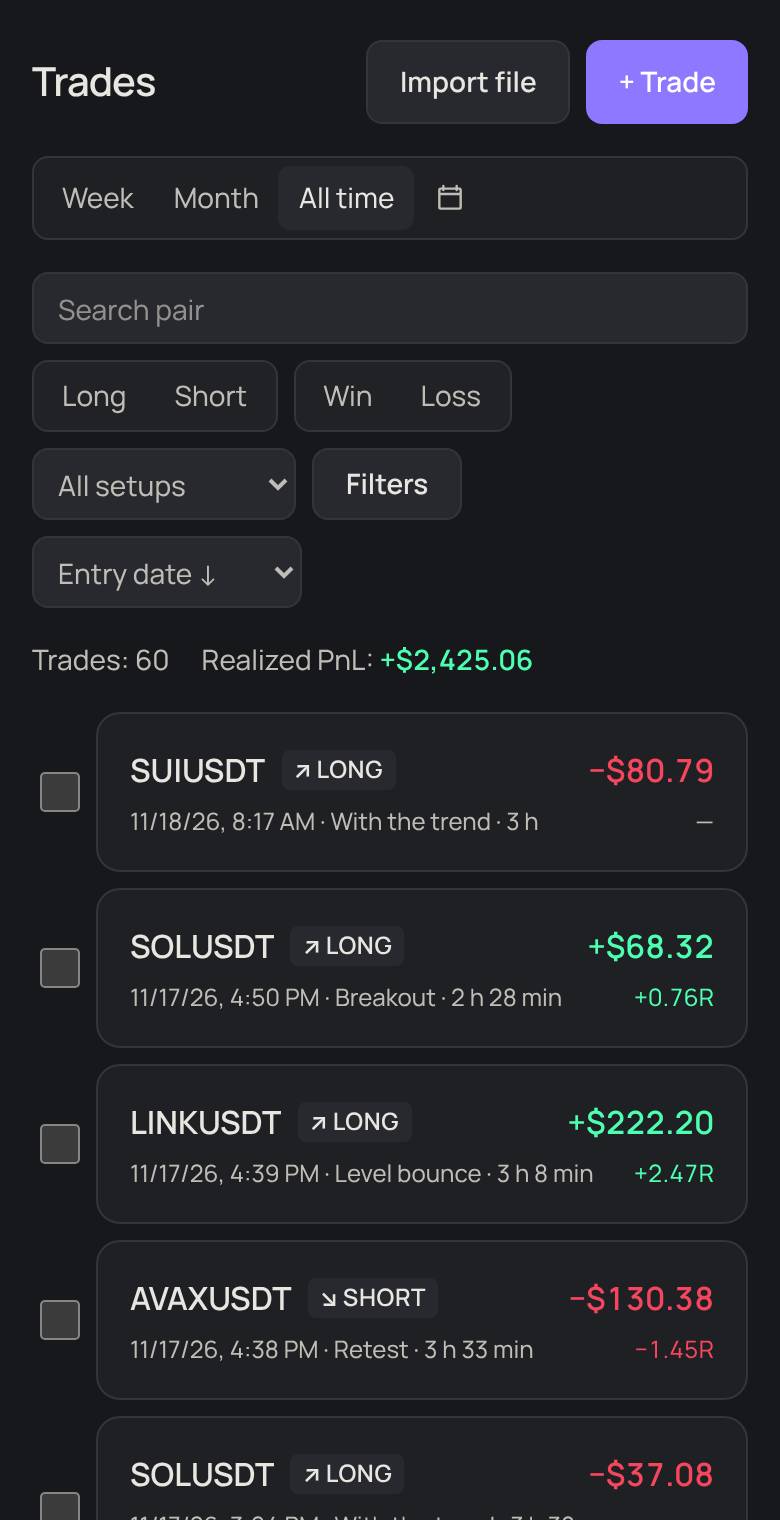 Trades
Import file
+ Trade
Week Month All time
Search pair
Long Short Win Loss
All setups Filters
Entry date ↓
Trades: 60 Realized PnL: +$2,425.06
SUIUSDT ↗ LONG −$80.79
11/18/26, 8:17 AM · With the trend · 3 h —
SOLUSDT ↗ LONG +$68.32
11/17/26, 4:50 PM · Breakout · 2 h 28 min +0.76R
LINKUSDT ↗ LONG +$222.20
11/17/26, 4:39 PM · Level bounce · 3 h 8 min +2.47R
AVAXUSDT ↘ SHORT −$130.38
11/17/26, 4:38 PM · Retest · 3 h 33 min −1.45R
SOLUSDT ↗ LONG −$37.08